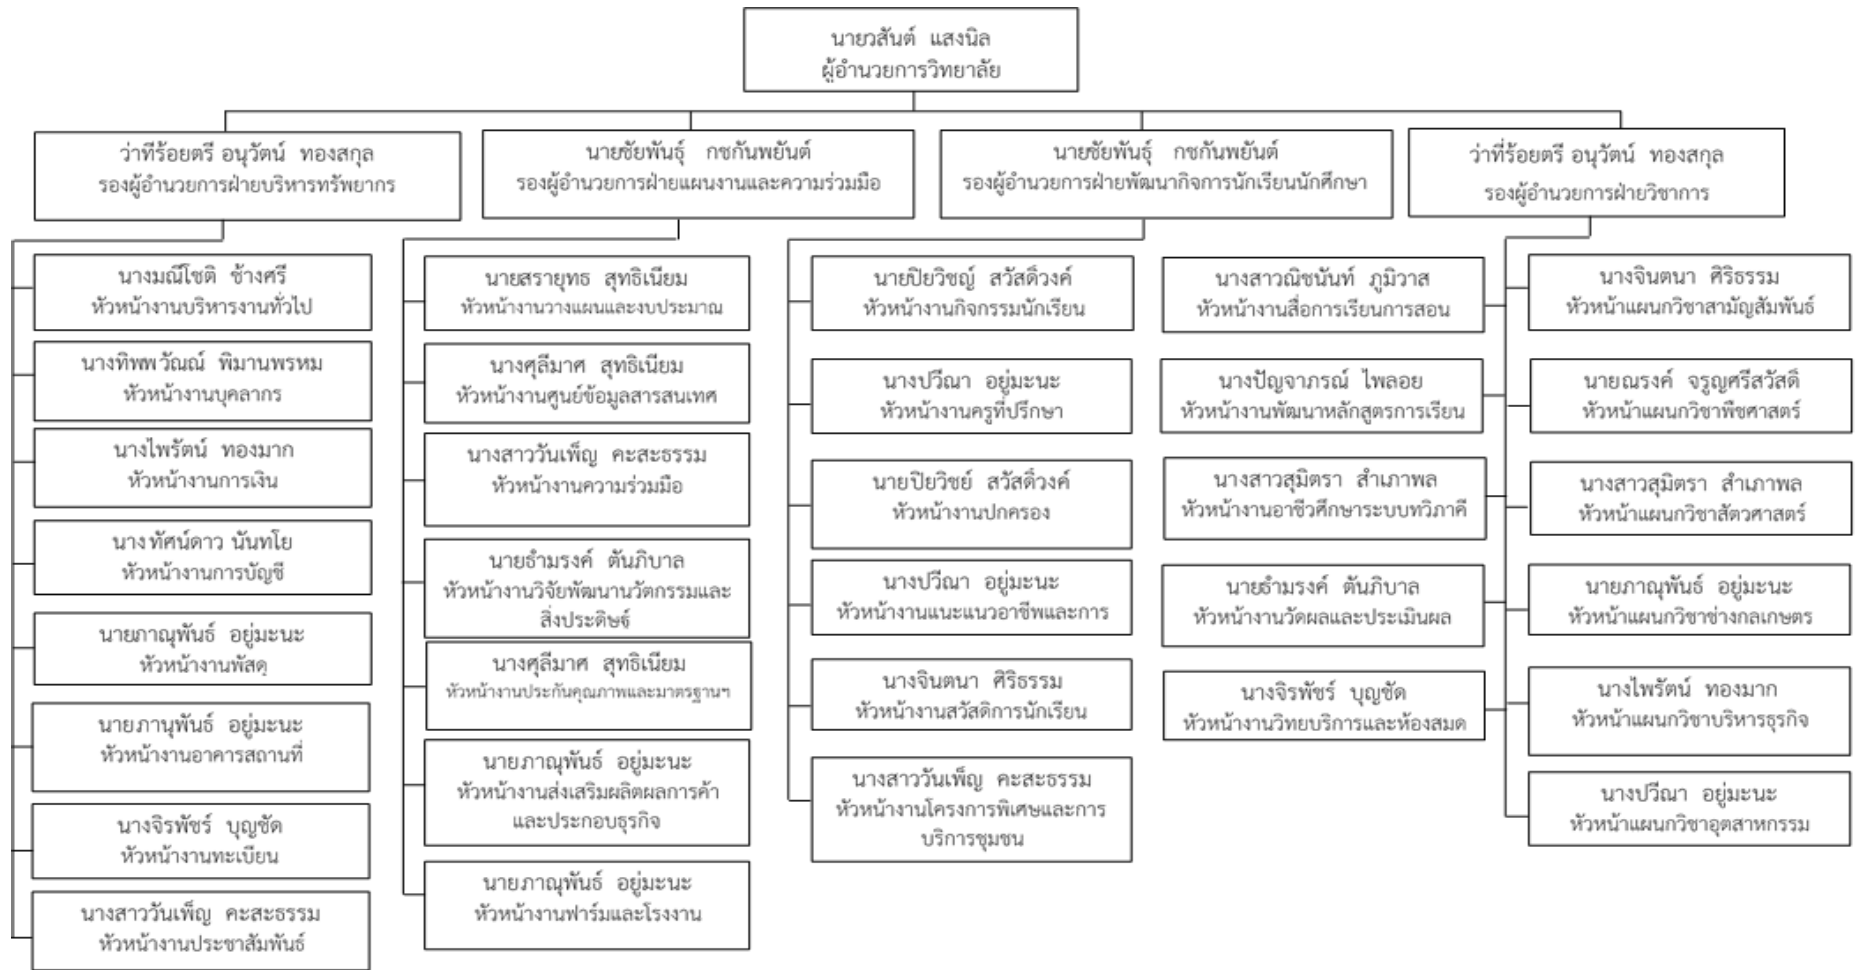 นายวสันต์ แสงนิล
ผู้อำนวยการวิทยาลัย
ว่าที่ร้อยตรี อนุวัตน์ ทองสกุล
รองผู้อำนวยการฝ่ายบริหารทรัพยากร
นายชัยพันธุ์ กชกันพยันต์
รองผู้อำนวยการฝ่ายแผนงานและความร่วมมือ
นายชัยพันธุ์ กชกันพยันต์
รองผู้อำนวยการฝ่ายพัฒนากิจการนักเรียนนักศึกษา
ว่าที่ร้อยตรี อนุวัตน์ ทองสกุล
รองผู้อำนวยการฝ่ายวิชาการ
นางมณีโชติ ช้างศรี
หัวหน้างานบริหารงานทั่วไป
นางทิพพวัณณ์ พิมานพรหม
หัวหน้างานบุคลากร
นางไพรัตน์ ทองมาก
หัวหน้างานการเงิน
นางทัศน์ดาว นันทโย
หัวหน้างานการบัญชี
นายภาณุพันธ์ อยู่มะนะ
หัวหน้างานพัสดุ
นายภานุพันธ์ อยู่มะนะ
หัวหน้างานอาคารสถานที่
นางจิรพัชร์ บุญชัด
หัวหน้างานทะเบียน
นางสาววันเพ็ญ คะสะธรรม
หัวหน้างานประชาสัมพันธ์
นายสรายุทธ สุทธิเนียม
หัวหน้างานวางแผนและงบประมาณ
นางศุลีมาศ สุทธิเนียม
หัวหน้างานศูนย์ข้อมูลสารสนเทศ
นางสาววันเพ็ญ คะสะธรรม
หัวหน้างานความร่วมมือ
นายธำมรงค์ ตันภิบาล
หัวหน้างานวิจัยพัฒนานวัตกรรมและ
สิ่งประดิษฐ์
นางศุลีมาศ สุทธิเนียม
หัวหน้างานประกันคุณภาพและมาตรฐานฯ
นายภาณุพันธ์ อยู่มะนะ
หัวหน้างานส่งเสริมผลิตผลการค้า
และประกอบธุรกิจ
นายภาณุพันธ์ อยู่มะนะ
หัวหน้างานฟาร์มและโรงงาน
นายปิยวิชญ์ สวัสดิ์วงค์
หัวหน้างานกิจกรรมนักเรียน
นางปวีณา อยู่มะนะ
หัวหน้างานครูที่ปรึกษา
นายปิยวิชย์ สวัสดิ์วงค์
หัวหน้างานปกครอง
นางปวีณา อยู่มะนะ
หัวหน้างานแนะแนวอาชีพและการ
นางจินตนา ศิริธรรม
หัวหน้างานสวัสดิการนักเรียน
นางสาววันเพ็ญ คะสะธรรม
หัวหน้างานโครงการพิเศษและการ
บริการชุมชน
นางสาวณิชนันท์ ภูมิวาส
หัวหน้างานสื่อการเรียนการสอน
นางปัญจาภรณ์ ไพลอย
หัวหน้างานพัฒนาหลักสูตรการเรียน
นางสาวสุมิตรา สำเภาพล
หัวหน้างานอาชีวศึกษาระบบทวิภาคี
นายธำมรงค์ ตันภิบาล
หัวหน้างานวัดผลและประเมินผล
นางจิรพัชร์ บุญชัด
หัวหน้างานวิทยบริการและห้องสมด
นางจินตนา ศิริธรรม
หัวหน้าแผนกวิชาสามัญสัมพันธ์
นายณรงค์ จรูญศรีสวัสดิ์
หัวหน้าแผนกวิชาพืชศาสตร์
นางสาวสุมิตรา สำเภาพล
หัวหน้าแผนกวิชาสัตวศาสตร์
นายภาณุพันธ์ อยู่มะนะ
หัวหน้าแผนกวิชาช่างกลเกษตร
นางไพรัตน์ ทองมาก
หัวหน้าแผนกวิชาบริหารธุรกิจ
นางปวีณา อยู่มะนะ
หัวหน้าแผนกวิชาอุตสาหกรรม